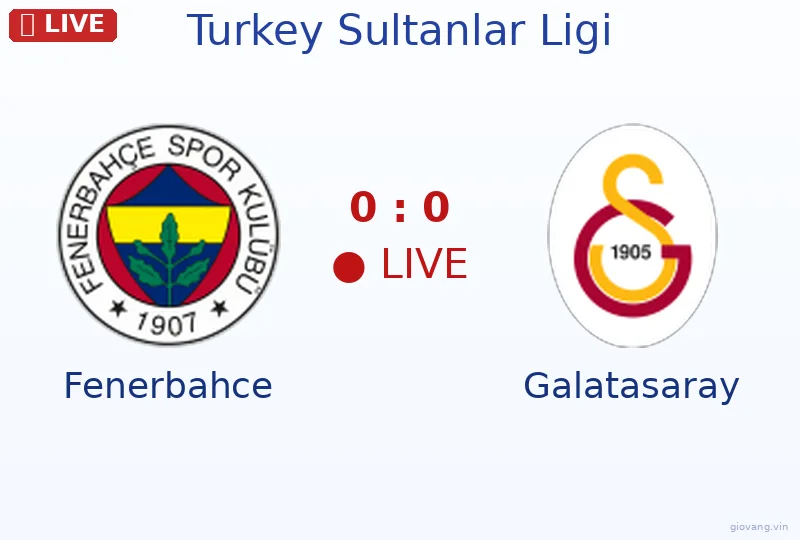 LIVE
Turkey Sultanlar Ligi
FENERBAHÇE SPOR KULÜBÜ
★ 1907 ★
0 : 0
● LIVE
1905
Fenerbahce
Galatasaray
giovang.vin